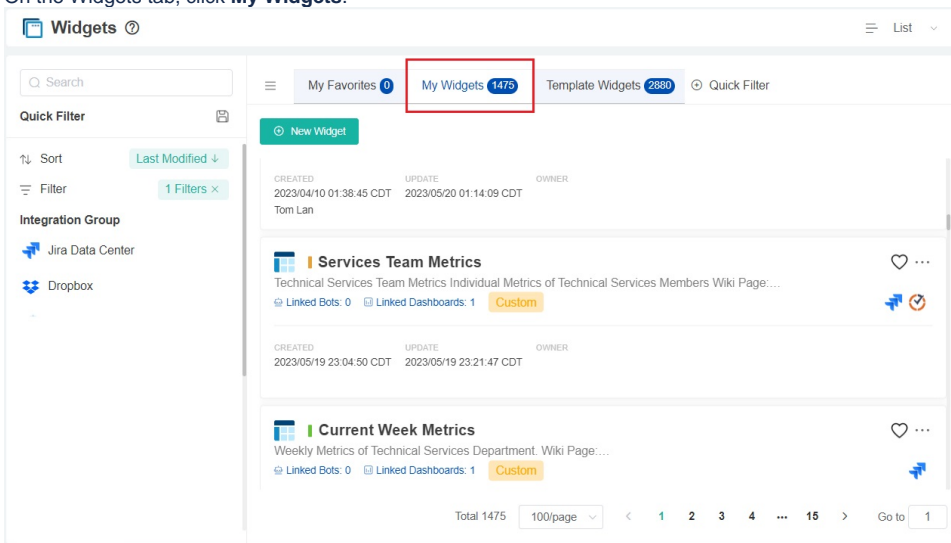 On the Widgets tab, click My Widgets.
Widgets
List
Search
Quick Filter
Sort Last Modified ↓
Filter 1 Filters ×
Integration Group
Jira Data Center
Dropbox
My Favorites 0 My Widgets 1475 Template Widgets 2880 Quick Filter
New Widget
CREATED UPDATE OWNER
2023/04/10 01:38:45 CDT 2023/05/20 01:14:09 CDT
Tom Lan
Services Team Metrics
Technical Services Team Metrics Individual Metrics of Technical Services Members Wiki Page:...
Linked Bots: 0 Linked Dashboards: 1 Custom
CREATED UPDATE OWNER
2023/05/19 23:04:50 CDT 2023/05/19 23:21:47 CDT
Current Week Metrics
Weekly Metrics of Technical Services Department. Wiki Page:...
Linked Bots: 0 Linked Dashboards: 1 Custom
Total 1475 100/page < 1 2 3 4 ... 15 > Go to 1